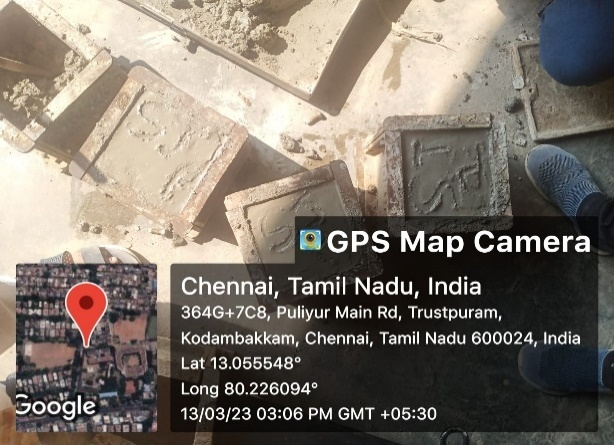 GPS Map Camera
Chennai, Tamil Nadu, India
364G+7C8, Puliyur Main Rd, Trustpuram,
Kodambakkam, Chennai, Tamil Nadu 600024, India
Lat 13.055548°
Long 80.226094°
13/03/23 03:06 PM GMT +05:30
Google